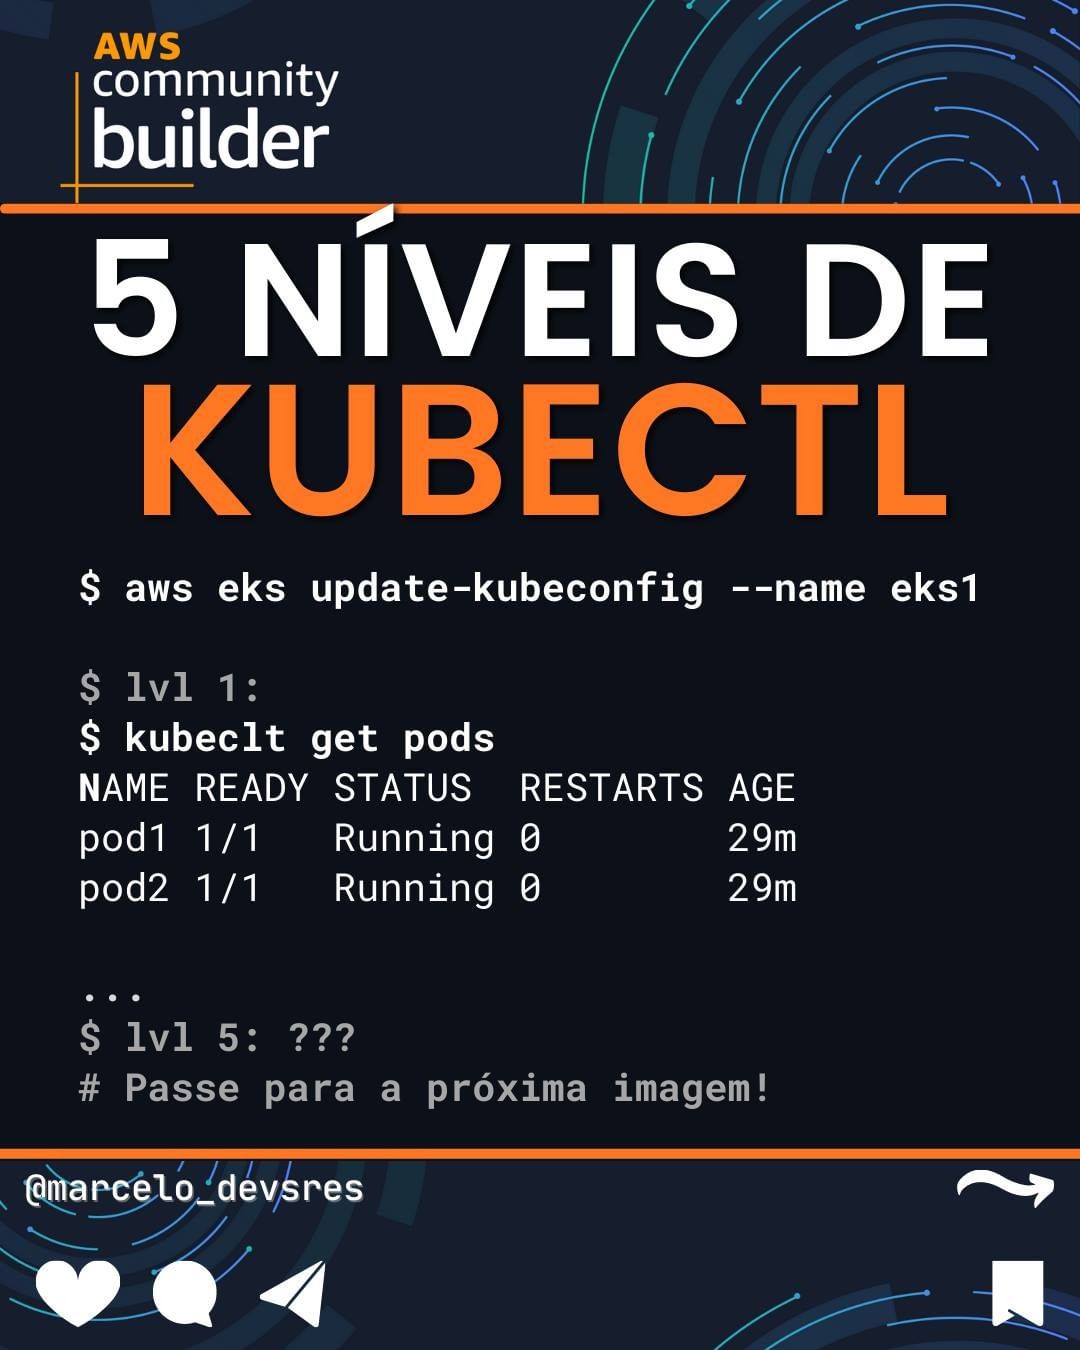 AWS
community
builder
5 NÍVEIS DE
KUBECTL
$ aws eks update-kubeconfig --name eks1
$ lvl 1:
$ kubeclt get pods
NAME READY STATUS  RESTARTS AGE
pod1 1/1   Running 0        29m
pod2 1/1   Running 0        29m
...
$ lvl 5: ???
# Passe para a próxima imagem!
@marcelo_devsres